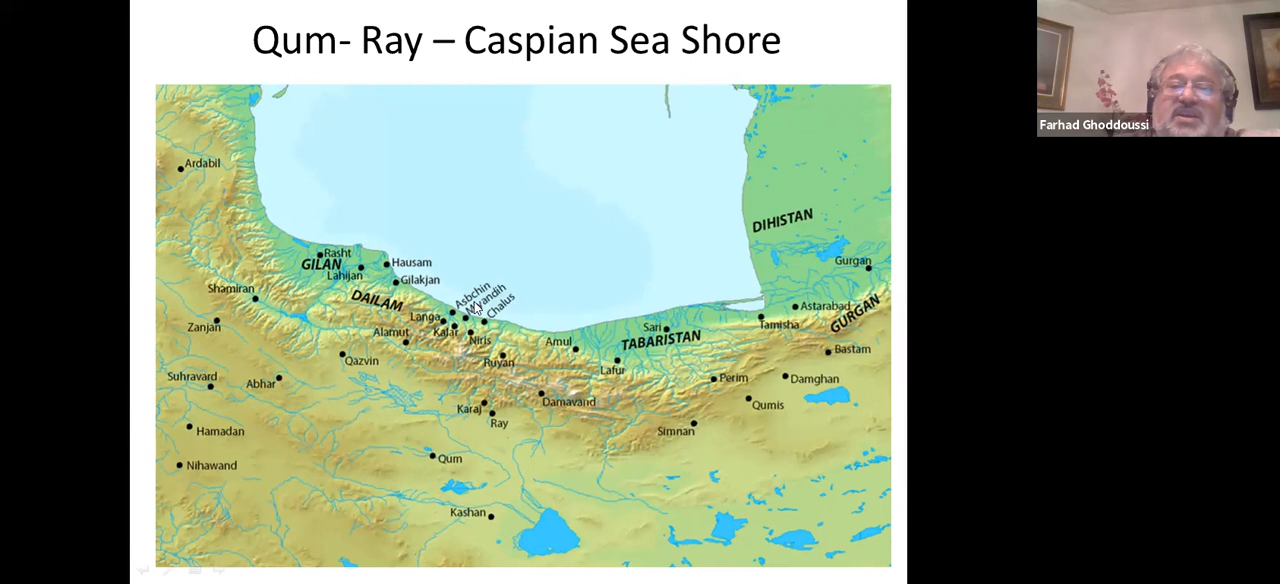 Qum- Ray – Caspian Sea Shore
Farhad Ghoddoussi
Ardabil
DIHISTAN
Rasht
GILAN
Lahijan
Hausam
Gilakjan
Gurgan
Shamiran
DAILAM
Asbchin
Chalus
Langa
Astarabad
GURGAN
Zanjan
Alamut
Kalar
Niris
Sari
TABARISTAN
Tamisha
Amul
Bastam
Qazvin
Ruyan
Lafur
Suhravard
Abhar
Perim
Damghan
Karaj
Damavand
Qumis
Ray
Hamadan
Simnan
Nihawand
Qum
Kashan